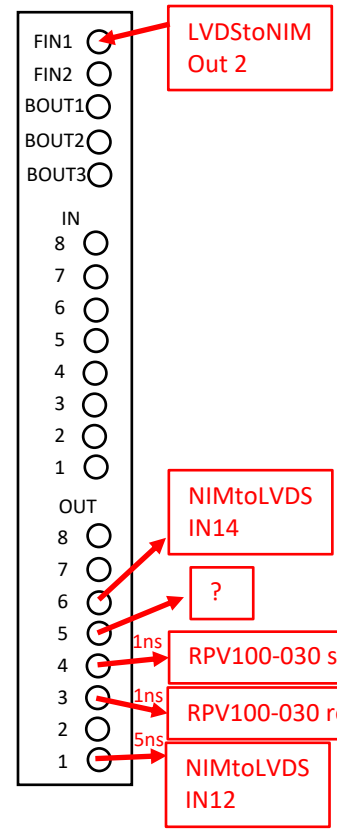 FIN1
LVDStoNIM
Out 2
FIN2
BOUT1
BOUT2
BOUT3
IN
8
7
6
5
4
3
2
1
OUT
NIMtoLVDS
IN14
8
7
6
?
5
1ns
4
RPV100-030
1ns
3
RPV100-030
2
5ns
1
NIMtoLVDS
IN12